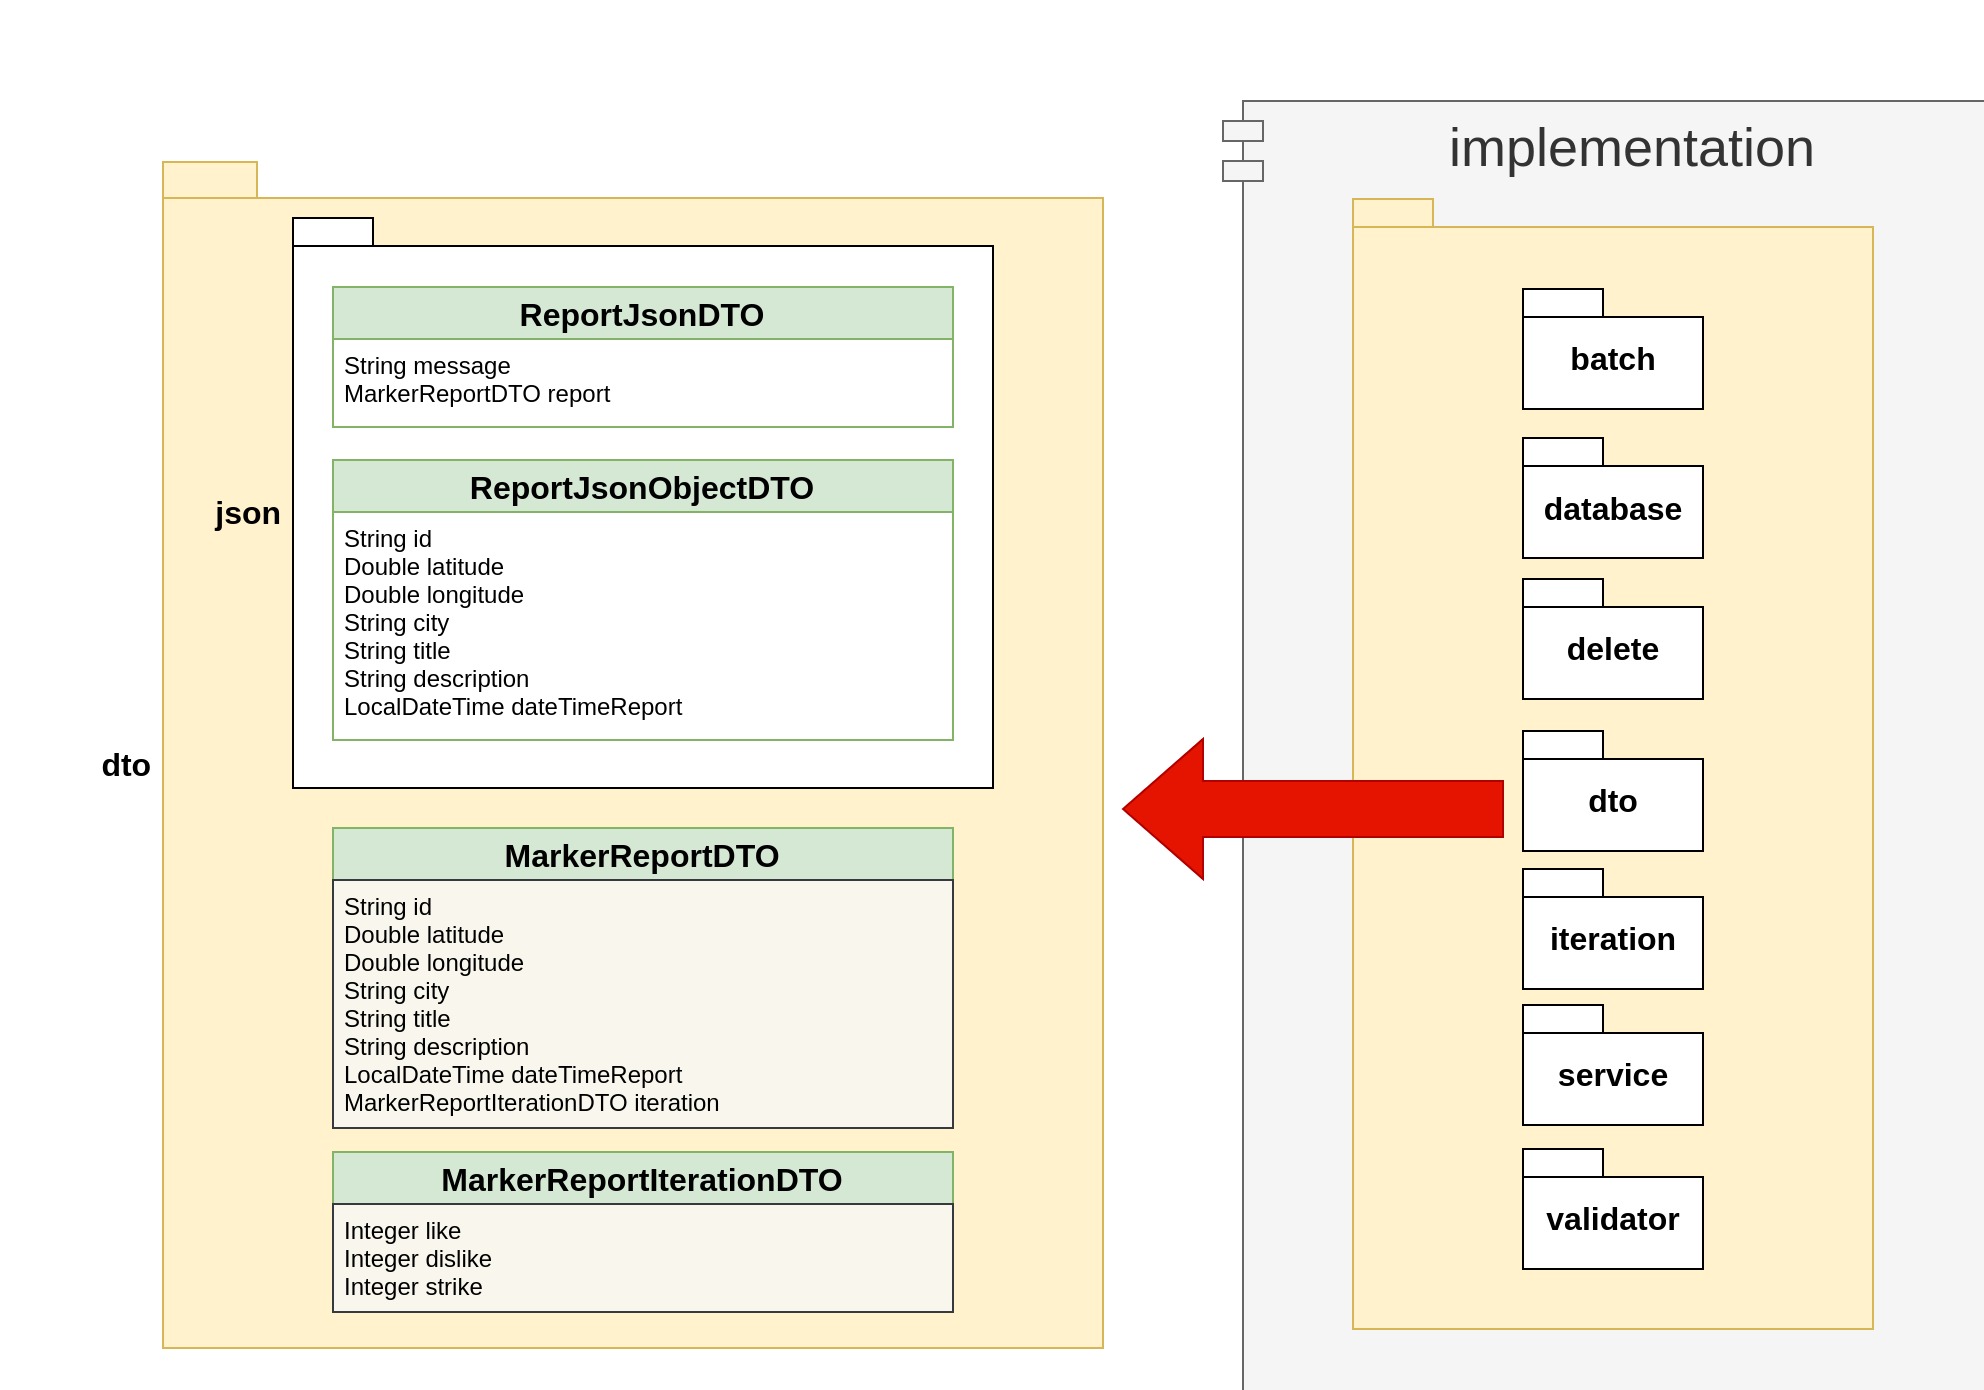 implementation
dto
json
ReportJsonDTO
String message
MarkerReportDTO report
ReportJsonObjectDTO
String id
Double latitude
Double longitude
String city
String title
String description
LocalDateTime dateTimeReport
MarkerReportDTO
String id
Double latitude
Double longitude
String city
String title
String description
LocalDateTime dateTimeReport
MarkerReportIterationDTO iteration
MarkerReportIterationDTO
Integer like
Integer dislike
Integer strike
batch
database
delete
dto
iteration
service
validator